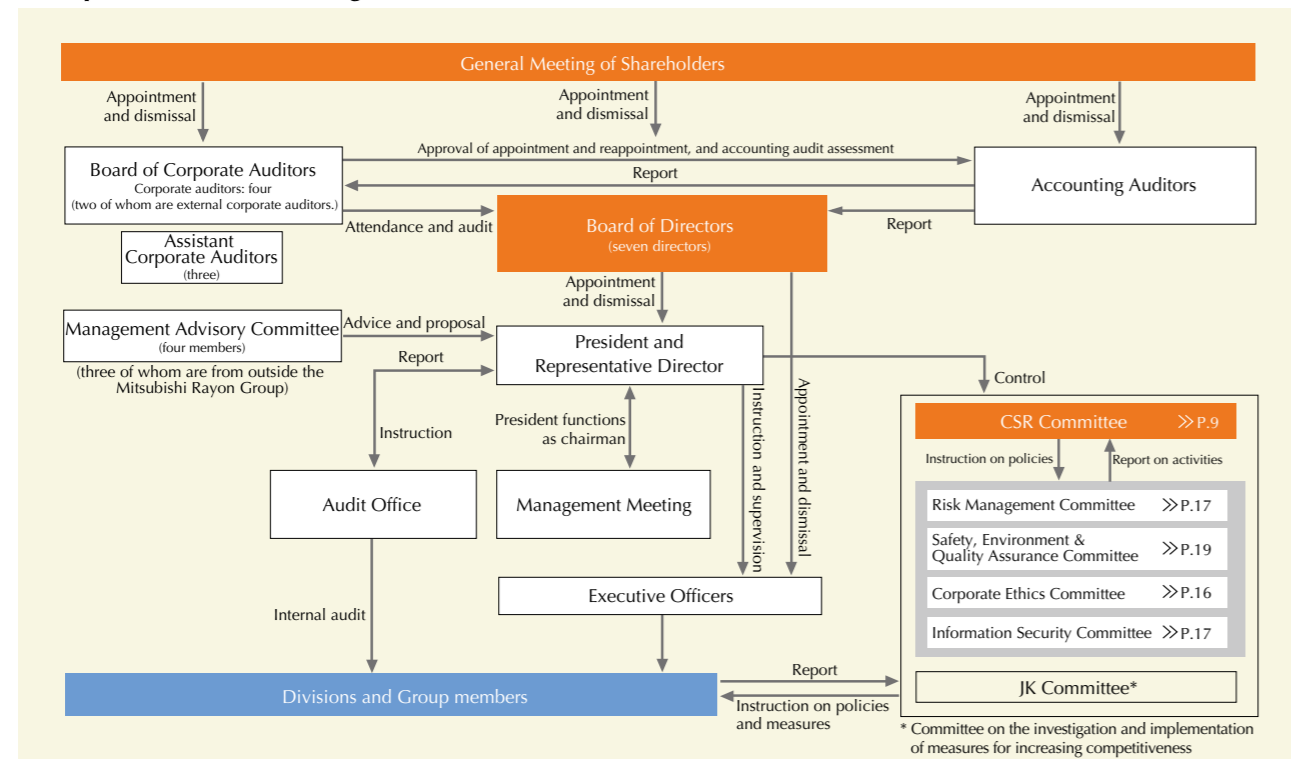 General Meeting of Shareholders
Appointment
and dismissal
Appointment
and dismissal
Appointment
and dismissal
Board of Corporate Auditors
Corporate auditors: four
(two of whom are external corporate auditors.)
Approval of appointment and reappointment, and accounting audit assessment
Report
Accounting Auditors
Attendance and audit
Board of Directors
(seven directors)
Report
Assistant
Corporate Auditors
(three)
Appointment
and dismissal
Management Advisory Committee
(four members)
(three of whom are from outside the
Mitsubishi Rayon Group)
Advice and proposal
Report
President and
Representative Director
Control
Instruction
President functions
as chairman
Instruction and supervision
Appointment and dismissal
Audit Office
Management Meeting
CSR Committee ≫P.9
Instruction on policies
Report on activities
Risk Management Committee ≫P.17
Safety, Environment &
Quality Assurance Committee ≫P.19
Corporate Ethics Committee ≫P.16
Information Security Committee ≫P.17
JK Committee*
Executive Officers
Internal audit
Divisions and Group members
Report
Instruction on policies
and measures
* Committee on the investigation and implementation
of measures for increasing competitiveness